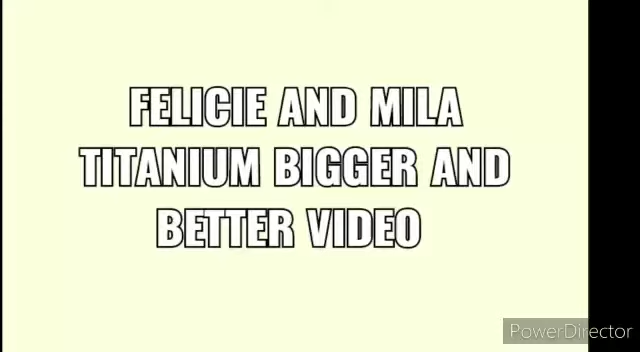 FELICIE AND MILA
TITANIUM BIGGER AND
BETTER VIDEO
PowerDirector